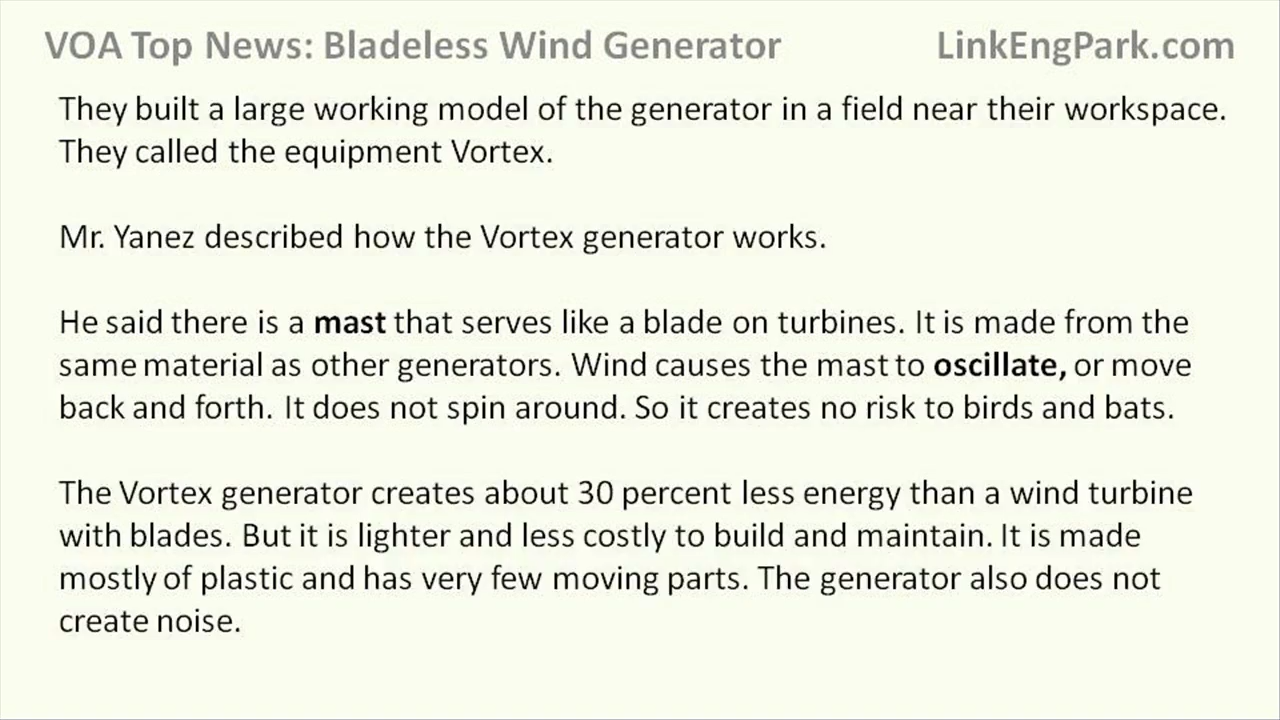 VOA Top News: Bladeless Wind Generator LinkEngPark.com
They built a large working model of the generator in a field near their workspace.
They called the equipment Vortex.
Mr. Yanez described how the Vortex generator works.
He said there is a mast that serves like a blade on turbines. It is made from the
same material as other generators. Wind causes the mast to oscillate, or move
back and forth. It does not spin around. So it creates no risk to birds and bats.
The Vortex generator creates about 30 percent less energy than a wind turbine
with blades. But it is lighter and less costly to build and maintain. It is made
mostly of plastic and has very few moving parts. The generator also does not
create noise.